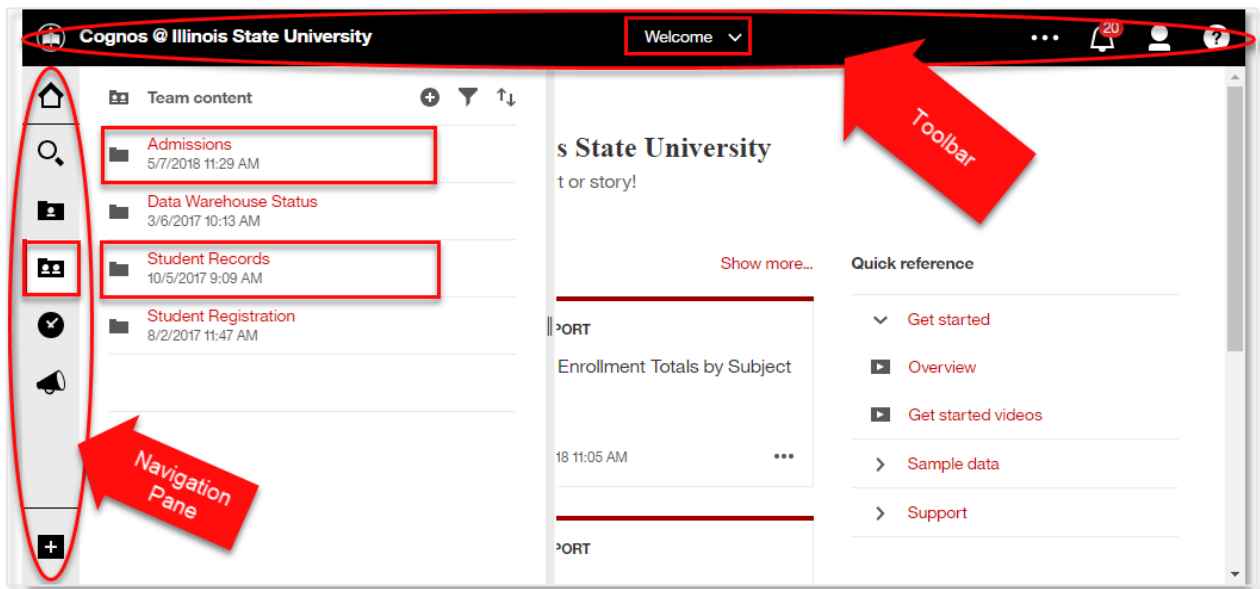 Cognos @ Illinois State University
Welcome
20
?
Team content
Admissions
5/7/2018 11:29 AM
Data Warehouse Status
3/6/2017 10:13 AM
Student Records
10/5/2017 9:09 AM
Student Registration
8/2/2017 11:47 AM
s State University
t or story!
Show more...
PORT
Enrollment Totals by Subject
18 11:05 AM
PORT
Quick reference
Get started
Overview
Get started videos
Sample data
Support
Toolbar
Navigation
Pane